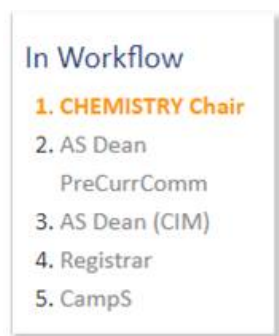 In Workflow
1. CHEMISTRY Chair
2. AS Dean
PreCurrComm
3. AS Dean (CIM)
4. Registrar
5. CampS